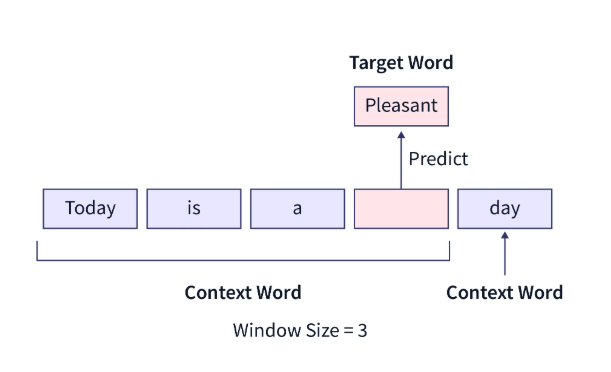 Target Word
Pleasant
Predict
Today is a day
Context Word Context Word
Window Size = 3